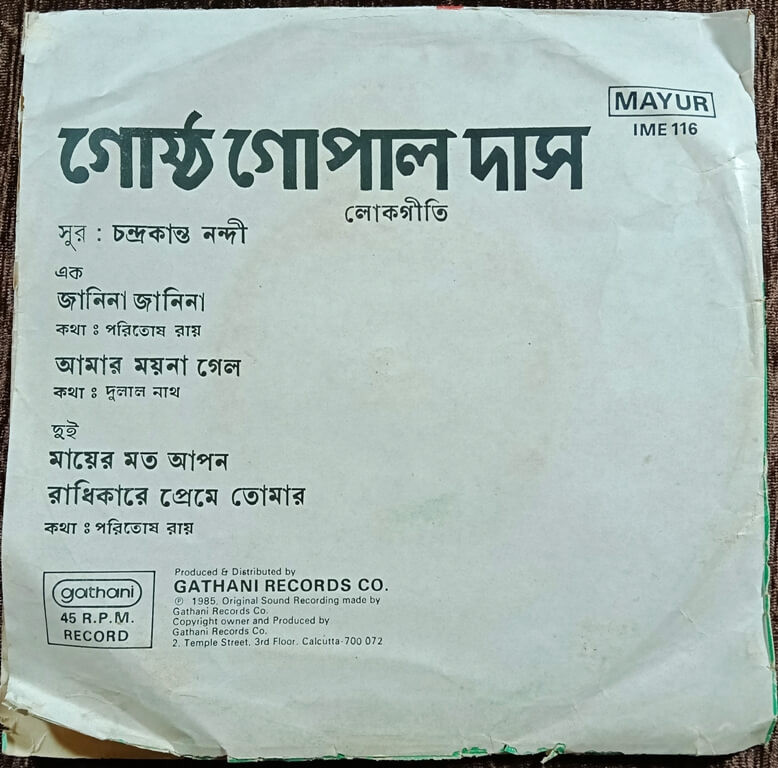 MAYUR
IME 116
গোষ্ঠ গোপাল দাস
লোকগীতি
সুর : চন্দ্রকান্ত নন্দী
এক
জানিনা জানিনা
কথা : পরিতোষ রায়
আমার ময়না গেল
কথা : দুলাল নাথ
দুই
মায়ের মত আপন
রাধিকারে প্রেমে তোমার
কথা : পরিতোষ রায়
gathani
45 R.P.M.
RECORD
Produced & Distributed by
GATHANI RECORDS CO.
℗ 1985, Original Sound Recording made by
Gathani Records Co.
Copyright owner and Produced by
Gathani Records Co.
2, Temple Street, 3rd Floor, Calcutta-700 072